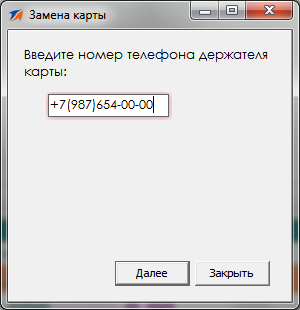 Замена карты
Введите номер телефона держателя
карты:
+7(987)654-00-00
Далее
Закрыть